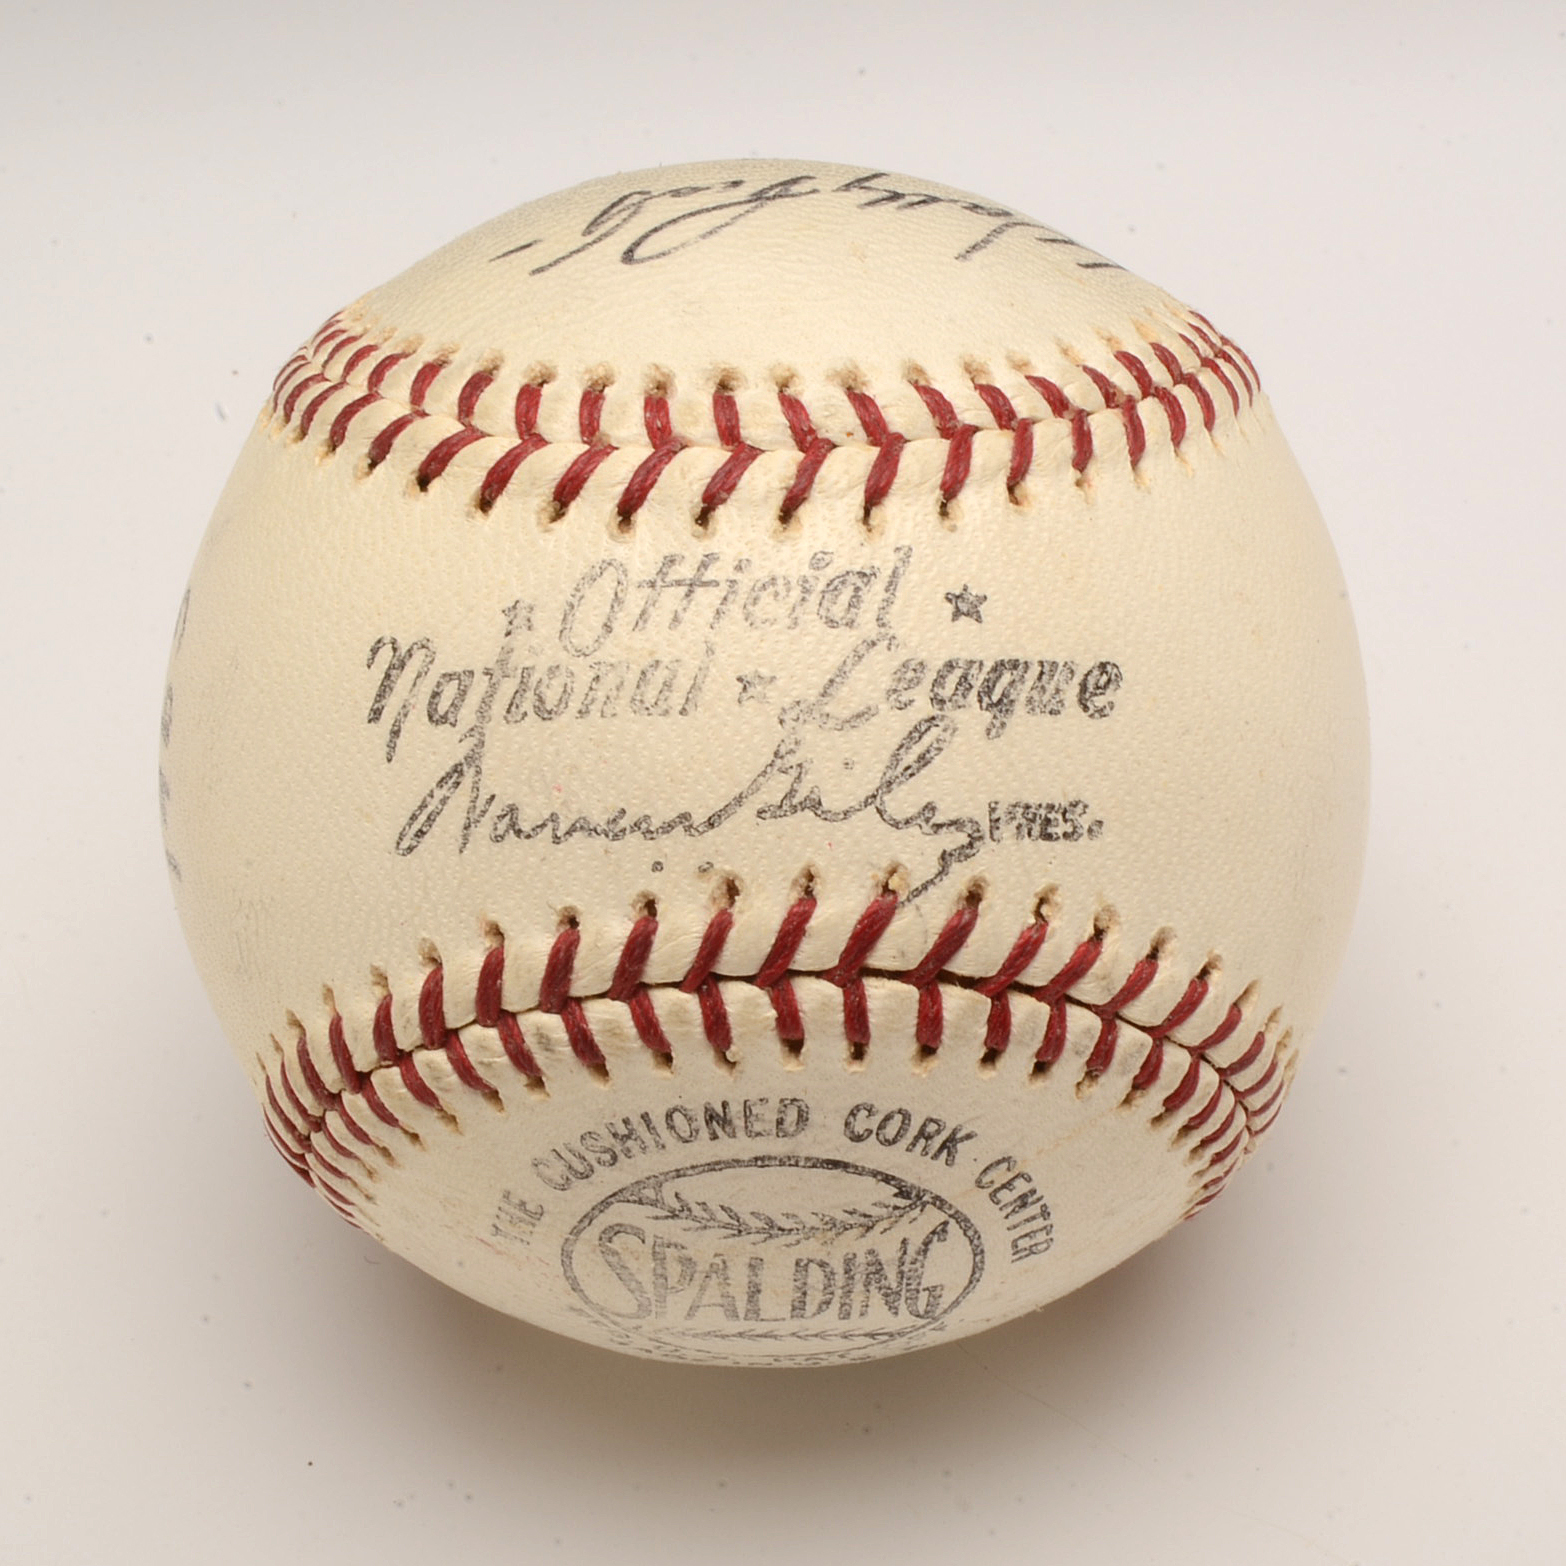 ★ Official ★
National ★ League
Warren Giles PRES.
THE CUSHIONED CORK CENTER
SPALDING